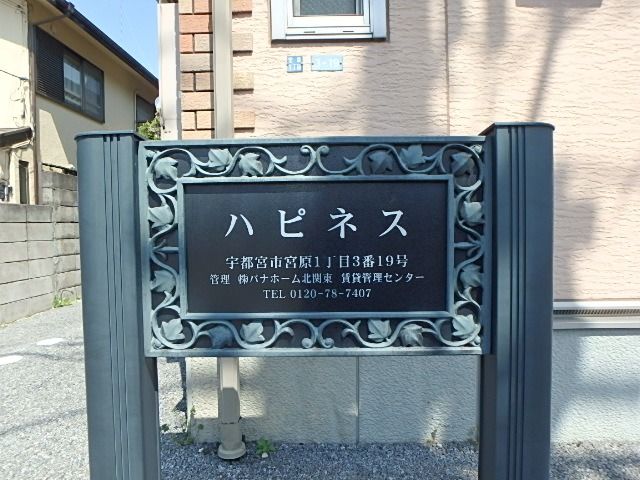 3-19
ハピネス
宇都宮市宮原1丁目3番19号
管理 ㈱パナホーム北関東 賃貸管理センター
TEL 0120-78-7407